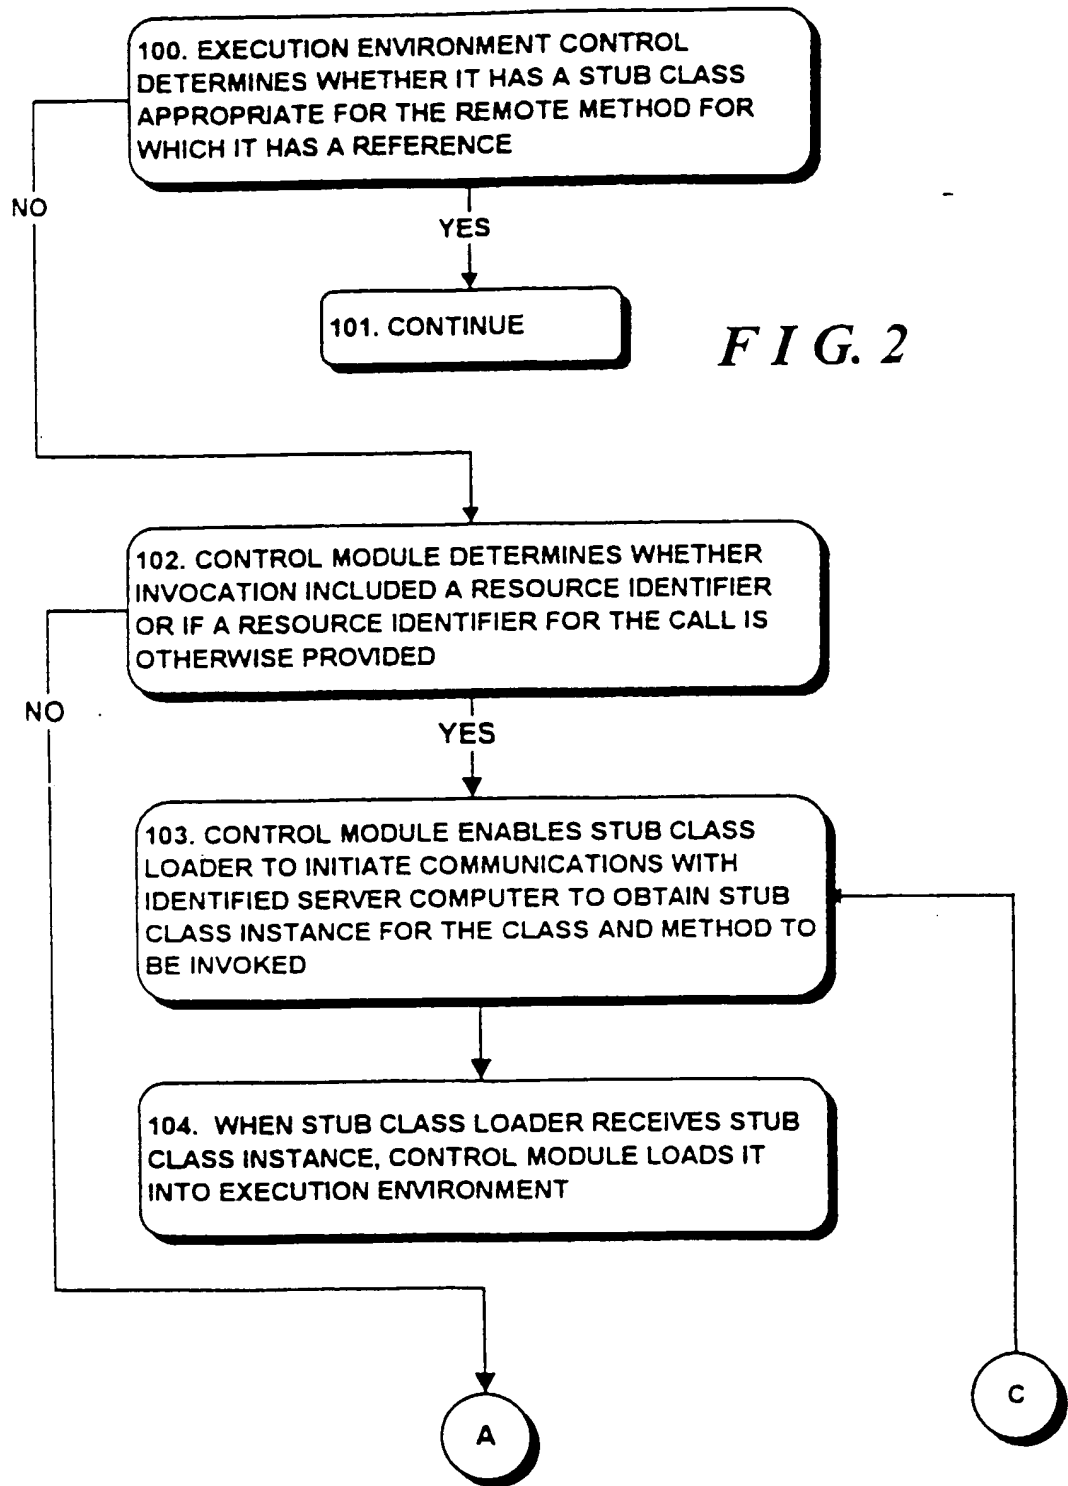 100. EXECUTION ENVIRONMENT CONTROL
DETERMINES WHETHER IT HAS A STUB CLASS
APPROPRIATE FOR THE REMOTE METHOD FOR
WHICH IT HAS A REFERENCE
NO
YES
101. CONTINUE
FIG. 2
102. CONTROL MODULE DETERMINES WHETHER
INVOCATION INCLUDED A RESOURCE IDENTIFIER
OR IF A RESOURCE IDENTIFIER FOR THE CALL IS
OTHERWISE PROVIDED
NO
YES
103. CONTROL MODULE ENABLES STUB CLASS
LOADER TO INITIATE COMMUNICATIONS WITH
IDENTIFIED SERVER COMPUTER TO OBTAIN STUB
CLASS INSTANCE FOR THE CLASS AND METHOD TO
BE INVOKED
104. WHEN STUB CLASS LOADER RECEIVES STUB
CLASS INSTANCE, CONTROL MODULE LOADS IT
INTO EXECUTION ENVIRONMENT
C
A